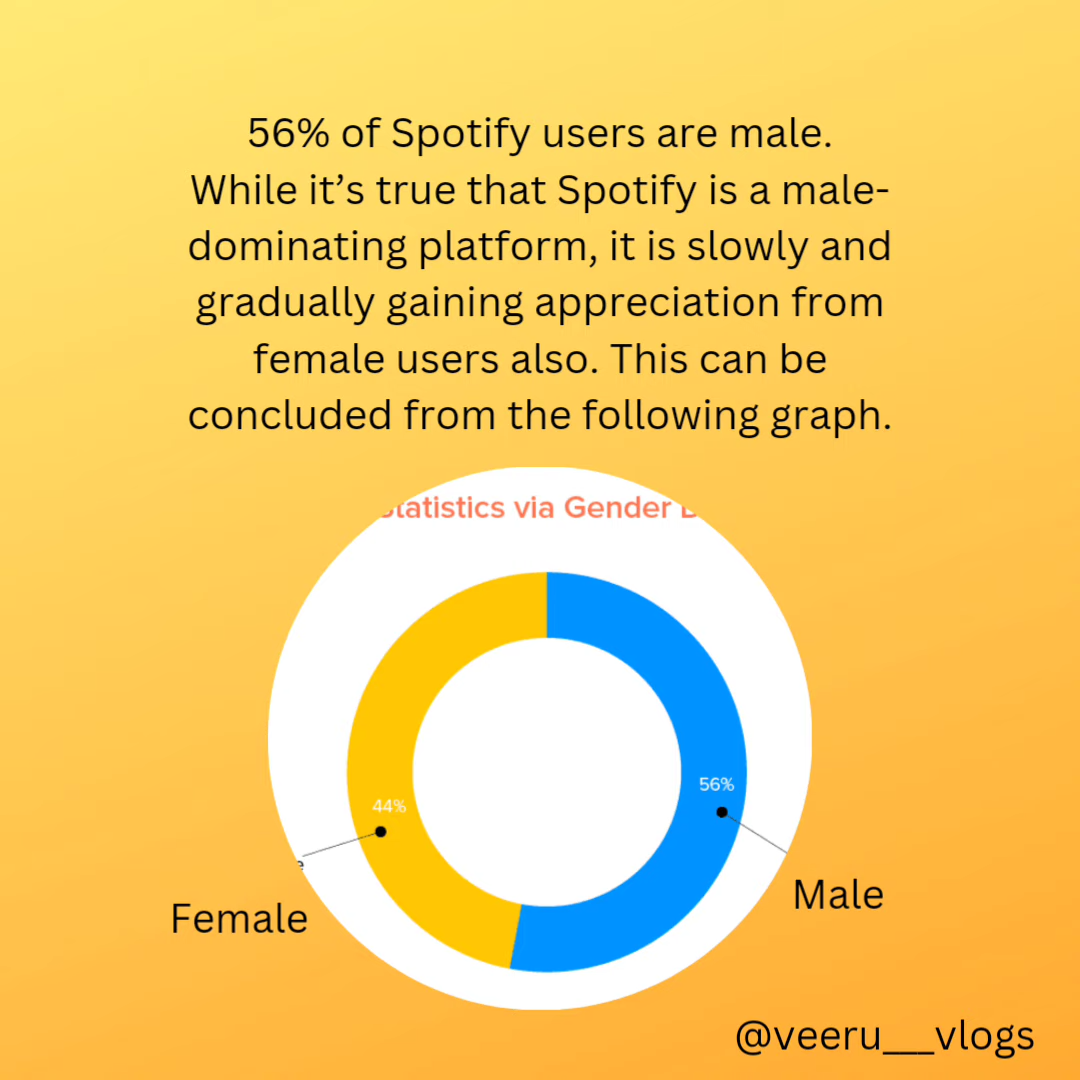 56% of Spotify users are male.
While it’s true that Spotify is a male-
dominating platform, it is slowly and
gradually gaining appreciation from
female users also. This can be
concluded from the following graph.
Statistics via Gender
56%
44%
Male
Female
@veeru__vlogs